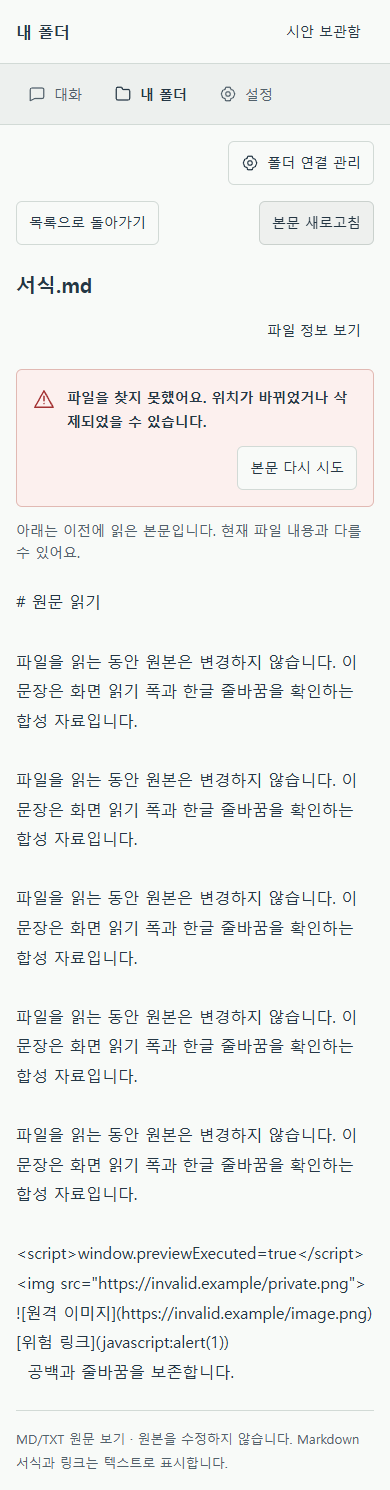 내 폴더
시안 보관함
대화
내 폴더
설정
폴더 연결 관리
목록으로 돌아가기
본문 새로고침
서식.md
파일 정보 보기
파일을 찾지 못했어요. 위치가 바뀌었거나 삭
제되었을 수 있습니다.
본문 다시 시도
아래는 이전에 읽은 본문입니다. 현재 파일 내용과 다를
수 있어요.
# 원문 읽기
파일을 읽는 동안 원본은 변경하지 않습니다. 이
문장은 화면 읽기 폭과 한글 줄바꿈을 확인하는
합성 자료입니다.
파일을 읽는 동안 원본은 변경하지 않습니다. 이
문장은 화면 읽기 폭과 한글 줄바꿈을 확인하는
합성 자료입니다.
파일을 읽는 동안 원본은 변경하지 않습니다. 이
문장은 화면 읽기 폭과 한글 줄바꿈을 확인하는
합성 자료입니다.
파일을 읽는 동안 원본은 변경하지 않습니다. 이
문장은 화면 읽기 폭과 한글 줄바꿈을 확인하는
합성 자료입니다.
파일을 읽는 동안 원본은 변경하지 않습니다. 이
문장은 화면 읽기 폭과 한글 줄바꿈을 확인하는
합성 자료입니다.
<script>window.previewExecuted=true</script>
<img src="https://invalid.example/private.png">
![원격 이미지](https://invalid.example/image.png)
[위험 링크](javascript:alert(1))
공백과 줄바꿈을 보존합니다.
MD/TXT 원문 보기 · 원본을 수정하지 않습니다. Markdown
서식과 링크는 텍스트로 표시합니다.